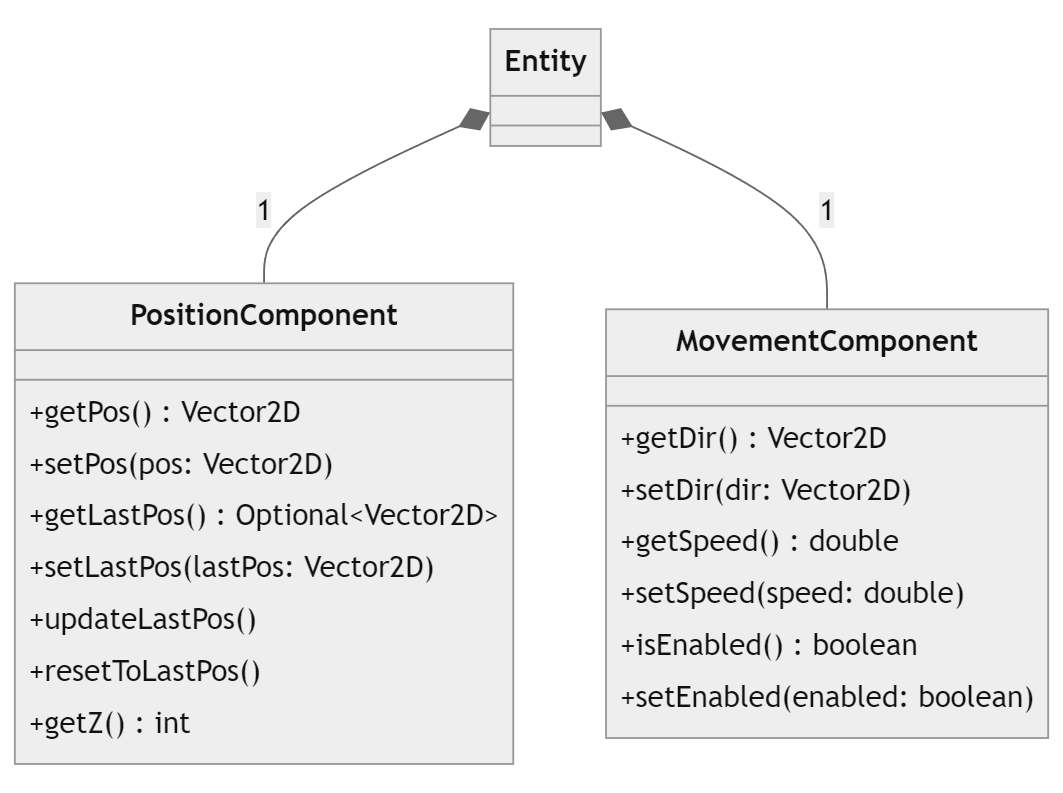 Entity
1
1
PositionComponent
+getPos() : Vector2D
+setPos(pos: Vector2D)
+getLastPos() : Optional<Vector2D>
+setLastPos(lastPos: Vector2D)
+updateLastPos()
+resetToLastPos()
+getZ() : int
MovementComponent
+getDir() : Vector2D
+setDir(dir: Vector2D)
+getSpeed() : double
+setSpeed(speed: double)
+isEnabled() : boolean
+setEnabled(enabled: boolean)